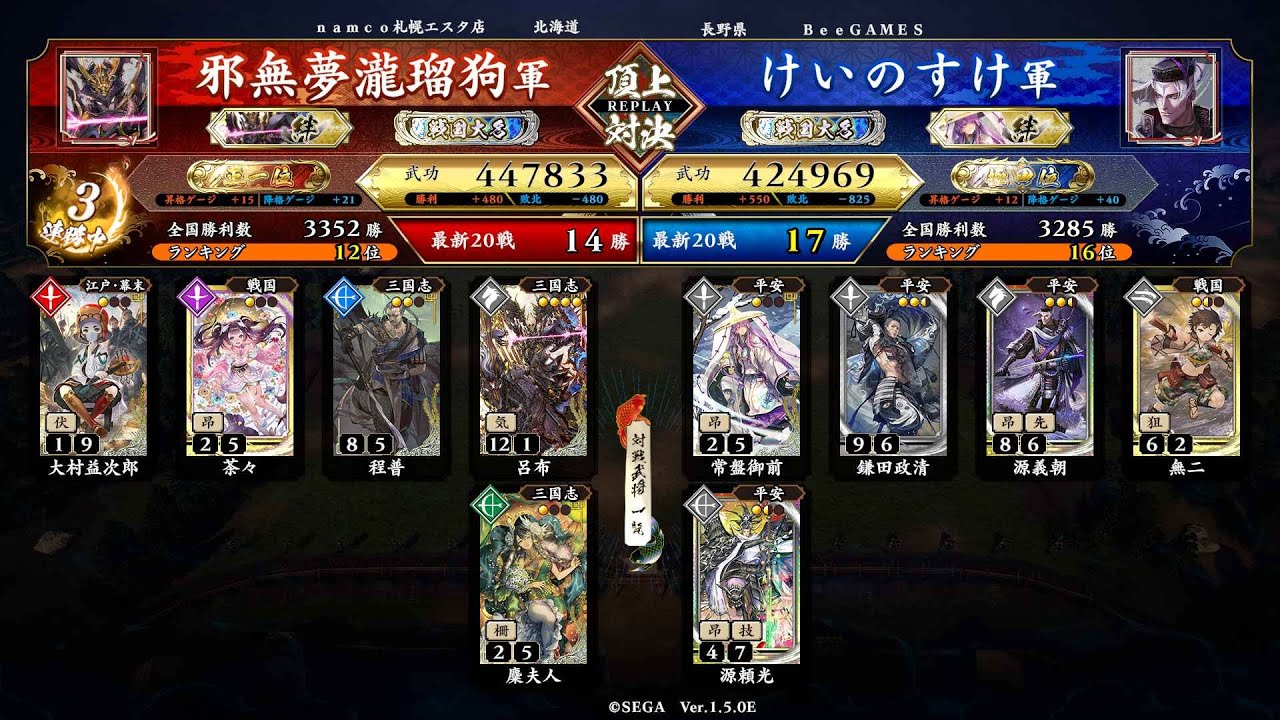 namco札幌エスタ店
北海道
長野県
BeeGAMES
邪無夢瀧瑠狗軍
頂上
REPLAY
対決
けいのすけ軍
絆
戦国大名
戦国大名
絆
正一位
武功 447833
武功 424969
昇格ゲージ +15 降格ゲージ +21
勝利 +480 敗北 -480
勝利 +550 敗北 -825
昇格ゲージ +12 降格ゲージ +40
3
連勝中
全国勝利数 3352勝
ランキング 12位
最新20戦 14勝
最新20戦 17勝
全国勝利数 3285勝
ランキング 16位
江戸・幕末
伏
1 9
大村益次郎
戦国
昂
2 5
茶々
三国志
8 5
程普
三国志
気
12 1
呂布
平安
昂
2 5
常盤御前
平安
9 6
鎌田政清
平安
昂 先
8 6
源義朝
戦国
狙
6 2
無二
対戦武将一覧
三国志
柵
2 5
麋夫人
平安
昂 技
4 7
源頼光
©SEGA Ver.1.5.0E